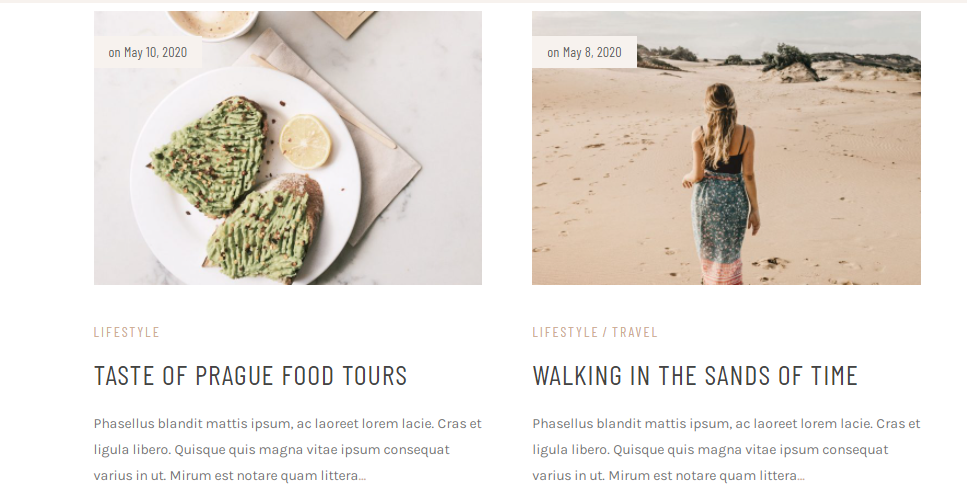 on May 10, 2020
LIFESTYLE
TASTE OF PRAGUE FOOD TOURS
Phasellus blandit mattis ipsum, ac laoreet lorem lacie. Cras et
ligula libero. Quisque quis magna vitae ipsum consequat
varius in ut. Mirum est notare quam littera...
on May 8, 2020
LIFESTYLE / TRAVEL
WALKING IN THE SANDS OF TIME
Phasellus blandit mattis ipsum, ac laoreet lorem lacie. Cras et
ligula libero. Quisque quis magna vitae ipsum consequat
varius in ut. Mirum est notare quam littera...